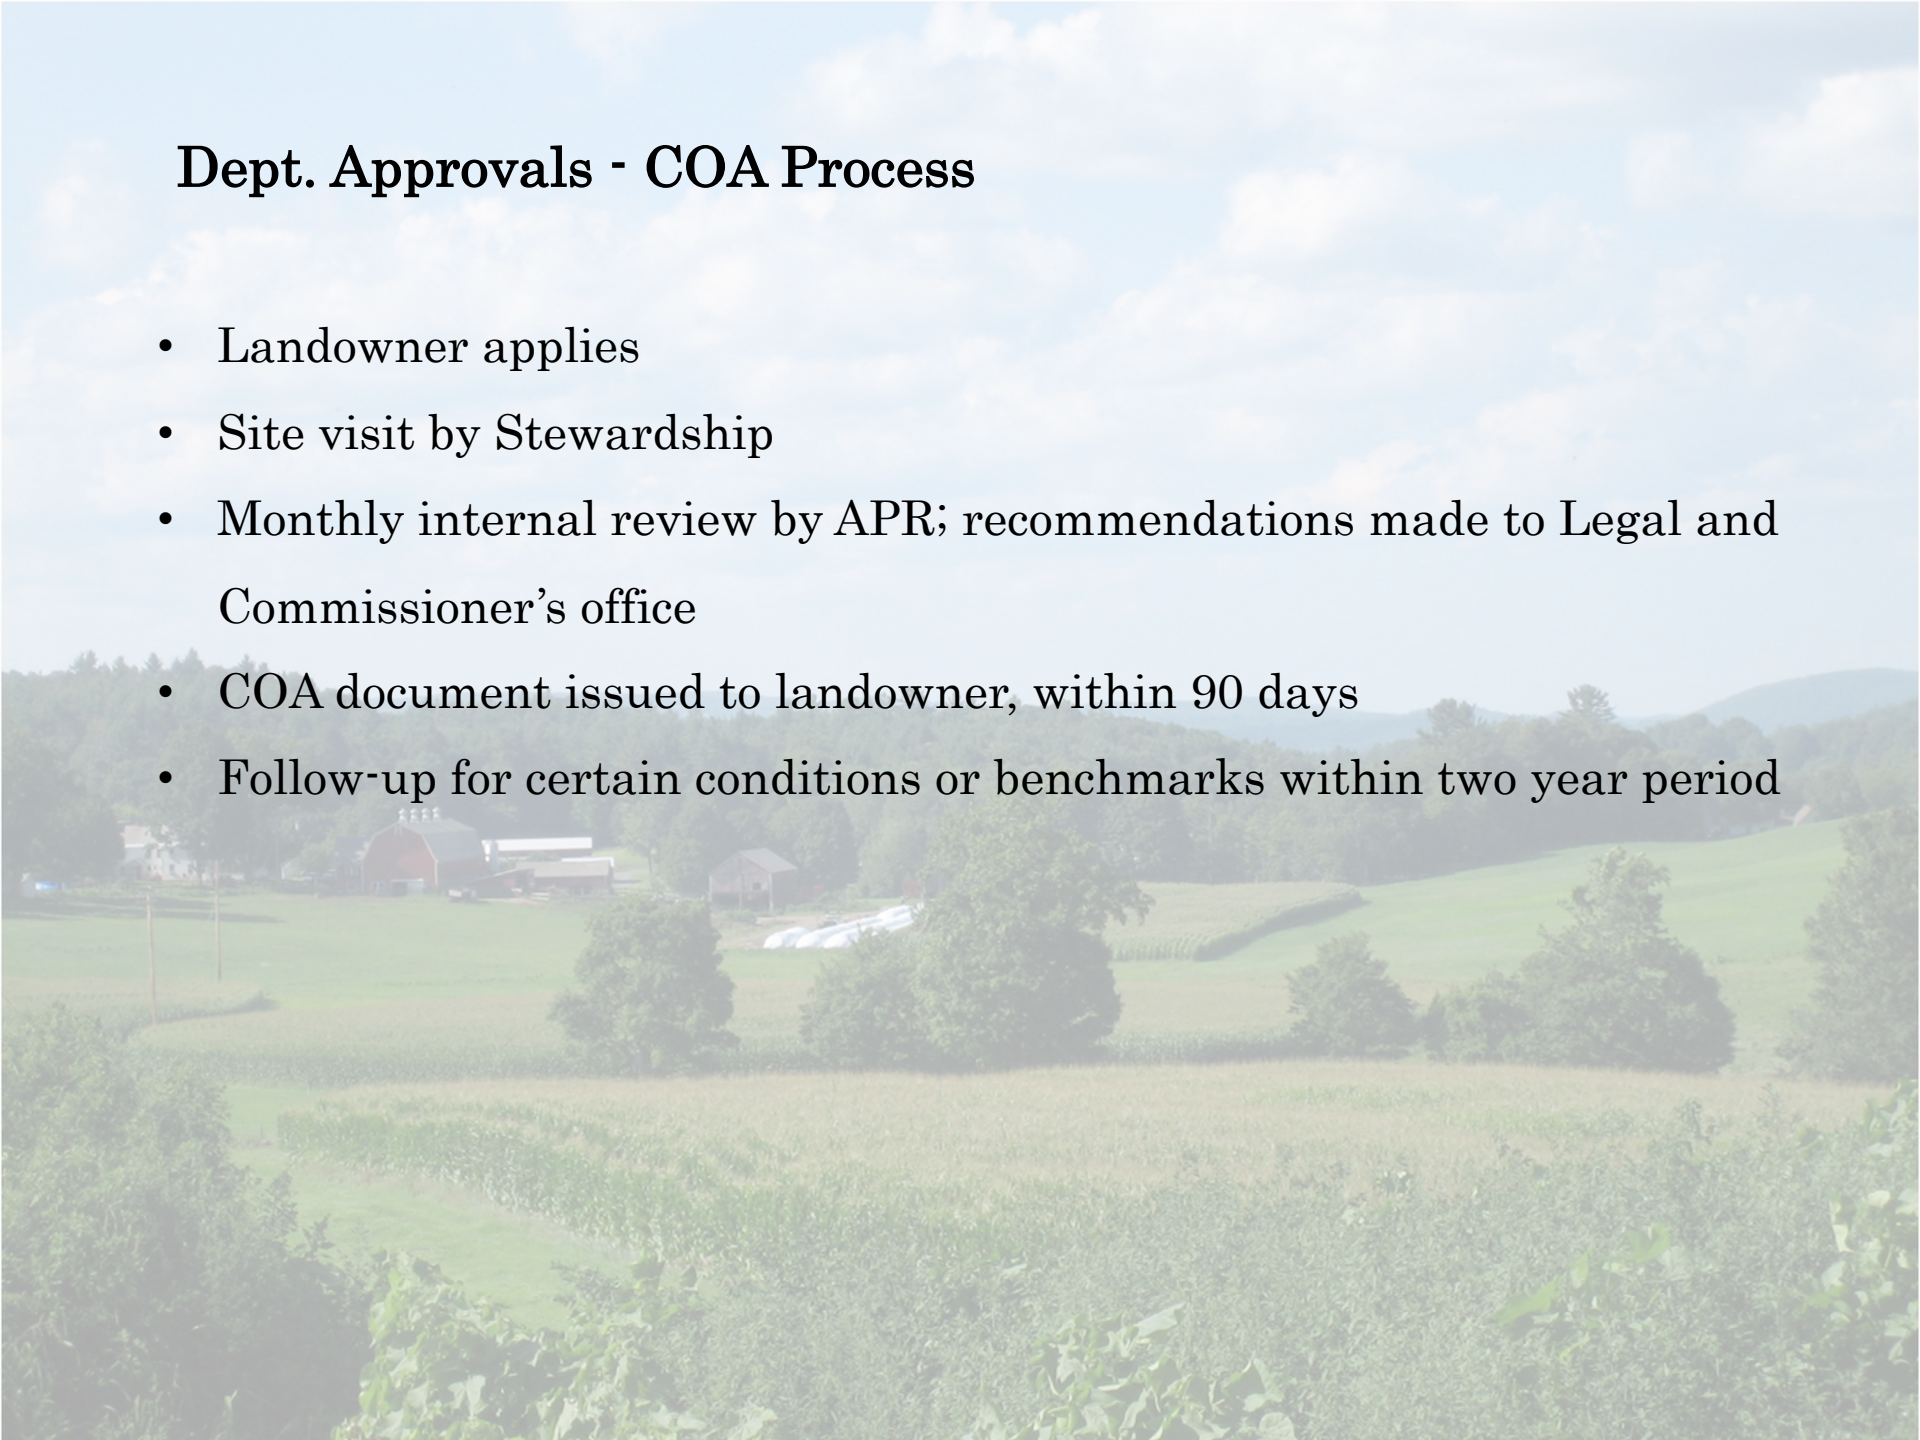 Dept. Approvals - COA Process
• Landowner applies
• Site visit by Stewardship
• Monthly internal review by APR; recommendations made to Legal and
Commissioner’s office
• COA document issued to landowner, within 90 days
• Follow-up for certain conditions or benchmarks within two year period